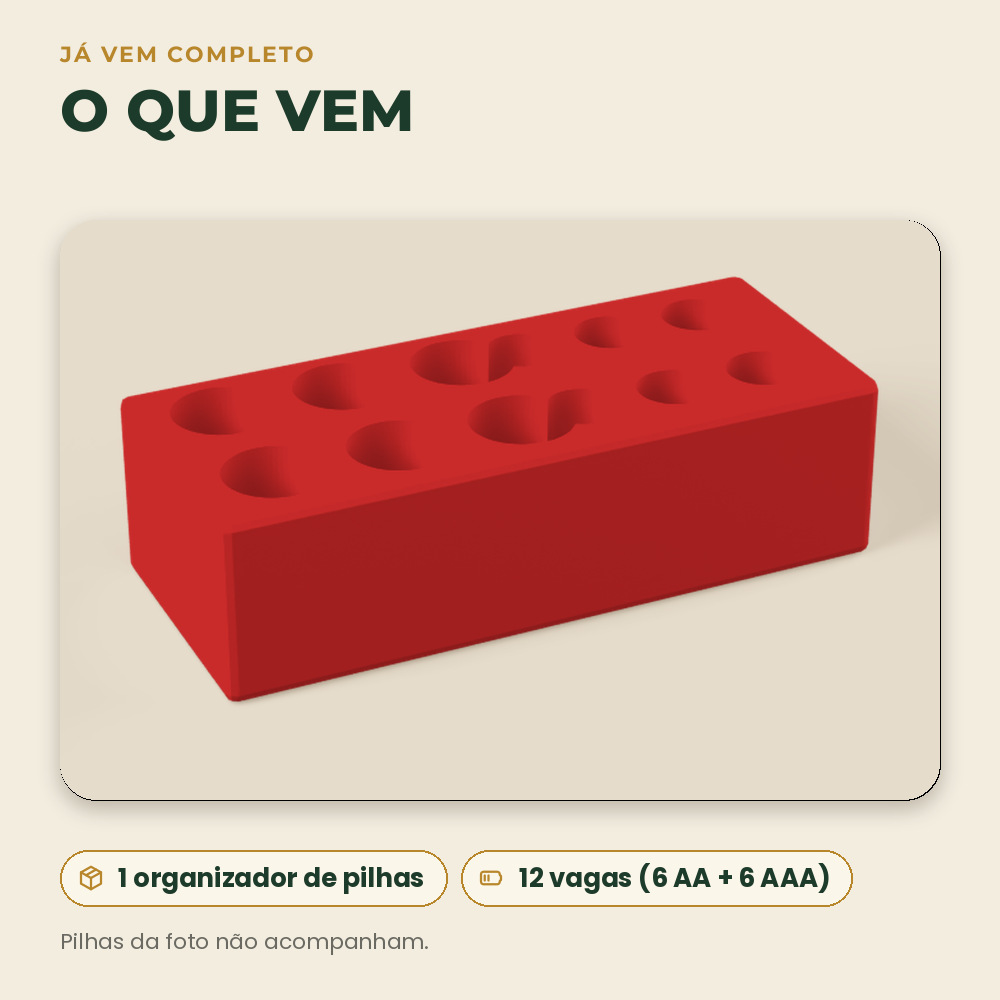 JÁ VEM COMPLETO
O QUE VEM
1 organizador de pilhas
12 vagas (6 AA + 6 AAA)
Pilhas da foto não acompanham.